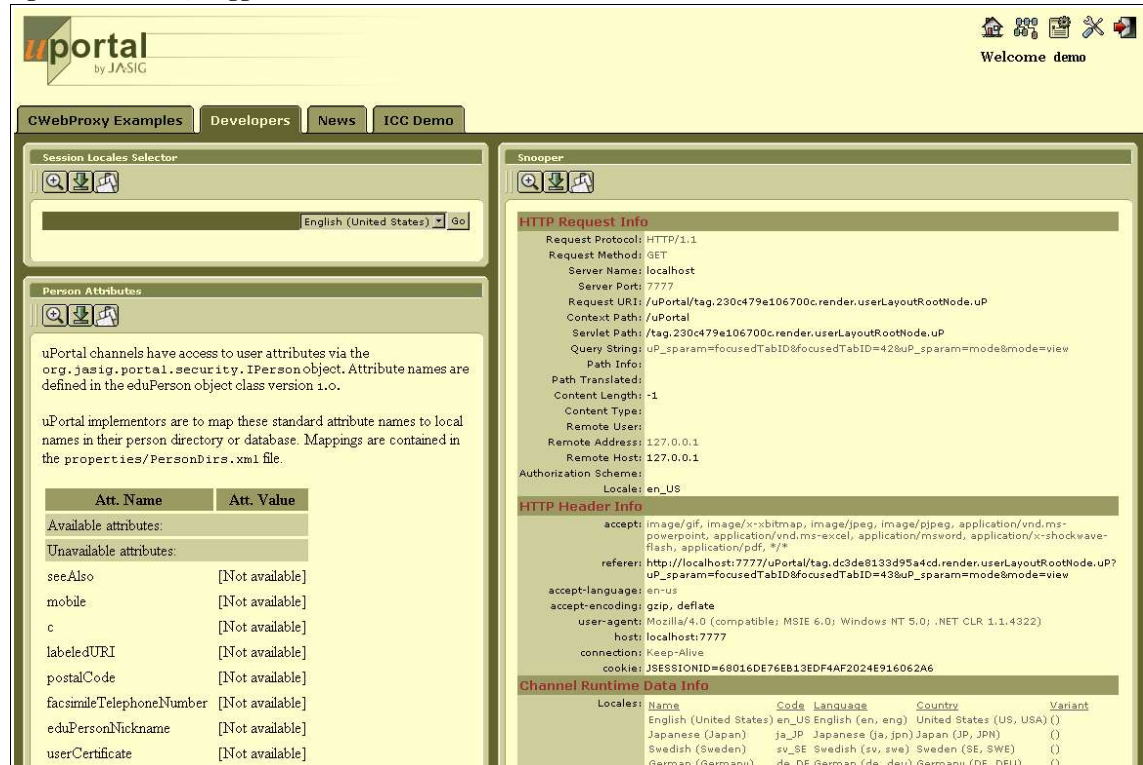 uportal
by JASIG
Welcome demo
CWebProxy Examples
Developers
News
ICC Demo
Session Locales Selector
English (United States)
Go
Person Attributes
uPortal channels have access to user attributes via the
org.jasig.portal.security.IPerson object. Attribute names are
defined in the eduPerson object class version 1.0.
uPortal implementors are to map these standard attribute names to local
names in their person directory or database. Mappings are contained in
the properties/PersonDirs.xml file.
Att. Name Att. Value
Available attributes:
Unavailable attributes:
seeAlso [Not available]
mobile [Not available]
c [Not available]
labeledURI [Not available]
postalCode [Not available]
facsimileTelephoneNumber [Not available]
eduPersonNickname [Not available]
userCertificate [Not available]
Snooper
HTTP Request Info
Request Protocol: HTTP/1.1
Request Method: GET
Server Name: localhost
Server Port: 7777
Request URI: /uPortal/tag.230c479e106700c.render.userLayoutRootNode.uP
Context Path: /uPortal
Servlet Path: /tag.230c479e106700c.render.userLayoutRootNode.uP
Query String: uP_sparam=focusedTabID&focusedTabID=42&uP_sparam=mode&mode=view
Path Info:
Path Translated:
Content Length: -1
Content Type:
Remote User:
Remote Address: 127.0.0.1
Remote Host: 127.0.0.1
Authorization Scheme:
Locale: en_US
HTTP Header Info
accept: image/gif, image/x-xbitmap, image/jpeg, image/pjpeg, application/vnd.ms-
powerpoint, application/vnd.ms-excel, application/msword, application/x-shockwave-
flash, application/pdf, */*
referer: http://localhost:7777/uPortal/tag.dc3de8133d95a4cd.render.userLayoutRootNode.uP?
uP_sparam=focusedTabID&focusedTabID=43&uP_sparam=mode&mode=view
accept-language: en-us
accept-encoding: gzip, deflate
user-agent: Mozilla/4.0 (compatible; MSIE 6.0; Windows NT 5.0; .NET CLR 1.1.4322)
host: localhost:7777
connection: Keep-Alive
cookie: JSESSIONID=68016DE76EB13EDF4AF2024E916062A6
Channel Runtime Data Info
Locales: Name Code Language Country Variant
English (United States) en_US English (en, eng) United States (US, USA) ()
Japanese (Japan) ja_JP Japanese (ja, jpn) Japan (JP, JPN) ()
Swedish (Sweden) sv_SE Swedish (sv, swe) Sweden (SE, SWE) ()
German (Germany) de_DE German (de, deu) Germany (DE, DEU) ()